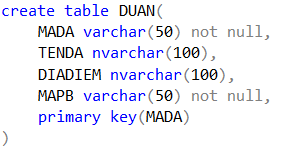 create table DUAN(
MADA varchar(50) not null,
TENDA nvarchar(100),
DIADIEM nvarchar(100),
MAPB varchar(50) not null,
primary key(MADA)
)